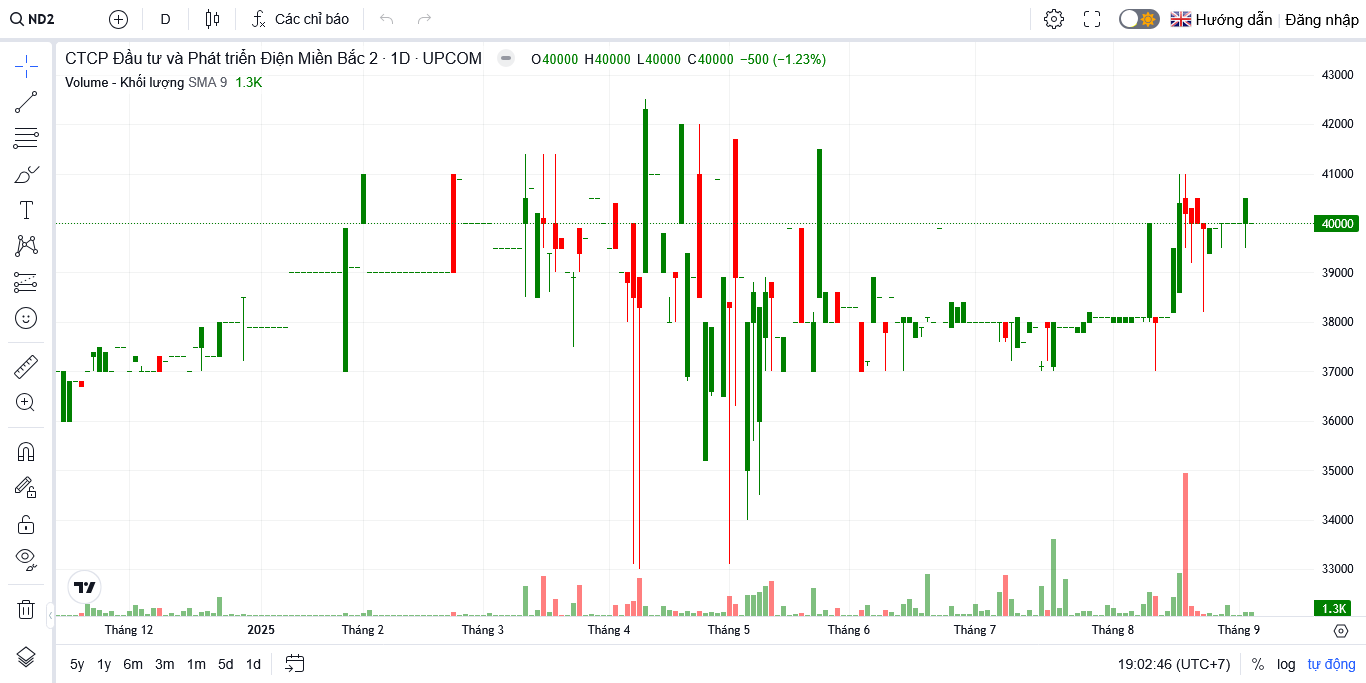 ND2 D Các chỉ báo Hướng dẫn Đăng nhập
CTCP Đầu tư và Phát triển Điện Miền Bắc 2 · 1D · UPCOM O40000 H40000 L40000 C40000 −500 (−1.23%)
Volume - Khối lượng SMA 9 1.3K
43000
42000
41000
40000
39000
38000
37000
36000
35000
34000
33000
1.3K
Tháng 12 2025 Tháng 2 Tháng 3 Tháng 4 Tháng 5 Tháng 6 Tháng 7 Tháng 8 Tháng 9
5y 1y 6m 3m 1m 5d 1d 19:02:46 (UTC+7) % log tự động